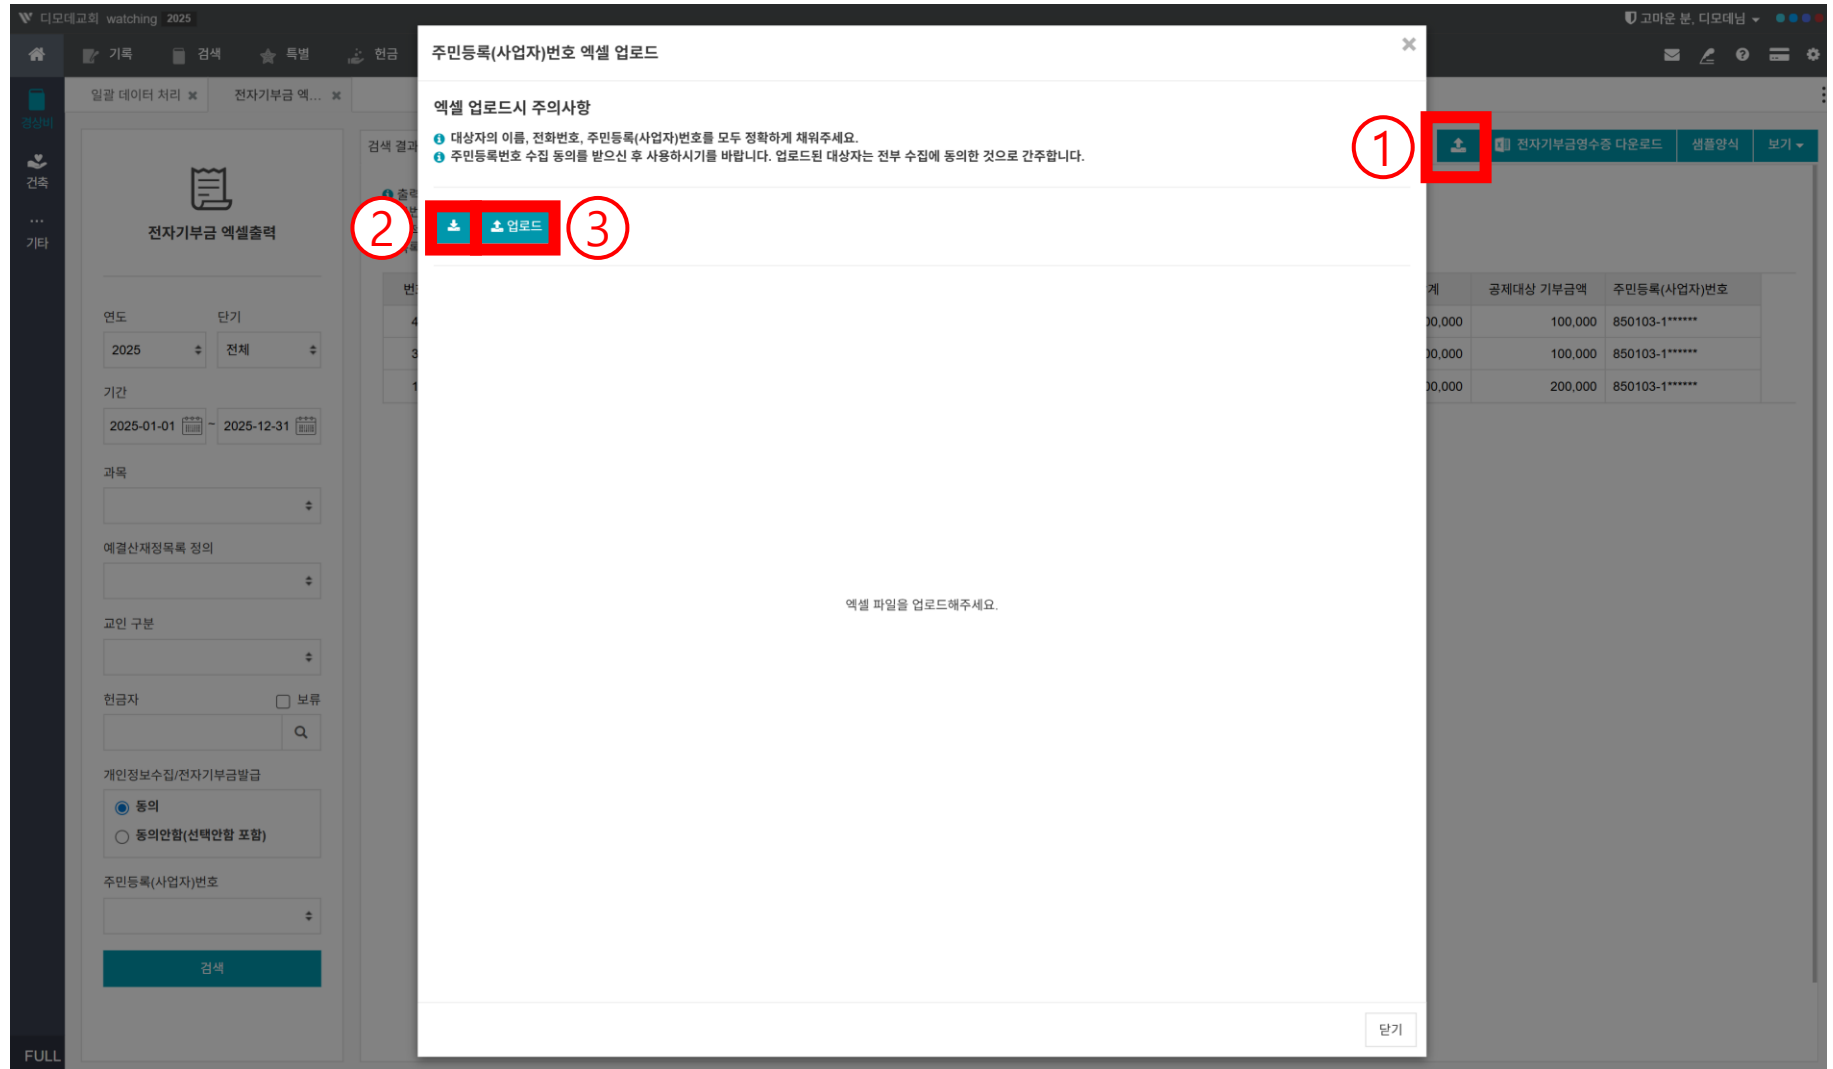 디모데교회 watching 2025
고마운 분, 디모데님
기록 검색 특별 헌금
일괄 데이터 처리 전자기부금 엑...
경상비
건축
...
기타
FULL
전자기부금 엑셀출력
연도 단기
2025 전체
기간
2025-01-01 ~ 2025-12-31
과목
예결산재정목록 정의
교인 구분
헌금자 보류
개인정보수집/전자기부금발급
동의
동의안함(선택안함 포함)
주민등록(사업자)번호
검색
검색 결과
출력
주민등록(사업자)번호 엑셀 업로드
엑셀 업로드시 주의사항
대상자의 이름, 전화번호, 주민등록(사업자)번호를 모두 정확하게 채워주세요.
주민등록번호 수집 동의를 받으신 후 사용하시기를 바랍니다. 업로드된 대상자는 전부 수집에 동의한 것으로 간주합니다.
② 업로드 ③
엑셀 파일을 업로드해주세요.
닫기
① 전자기부금영수증 다운로드 샘플양식 보기
공제대상 기부금액 주민등록(사업자)번호
4 00,000 100,000 850103-1******
3 00,000 100,000 850103-1******
1 00,000 200,000 850103-1******